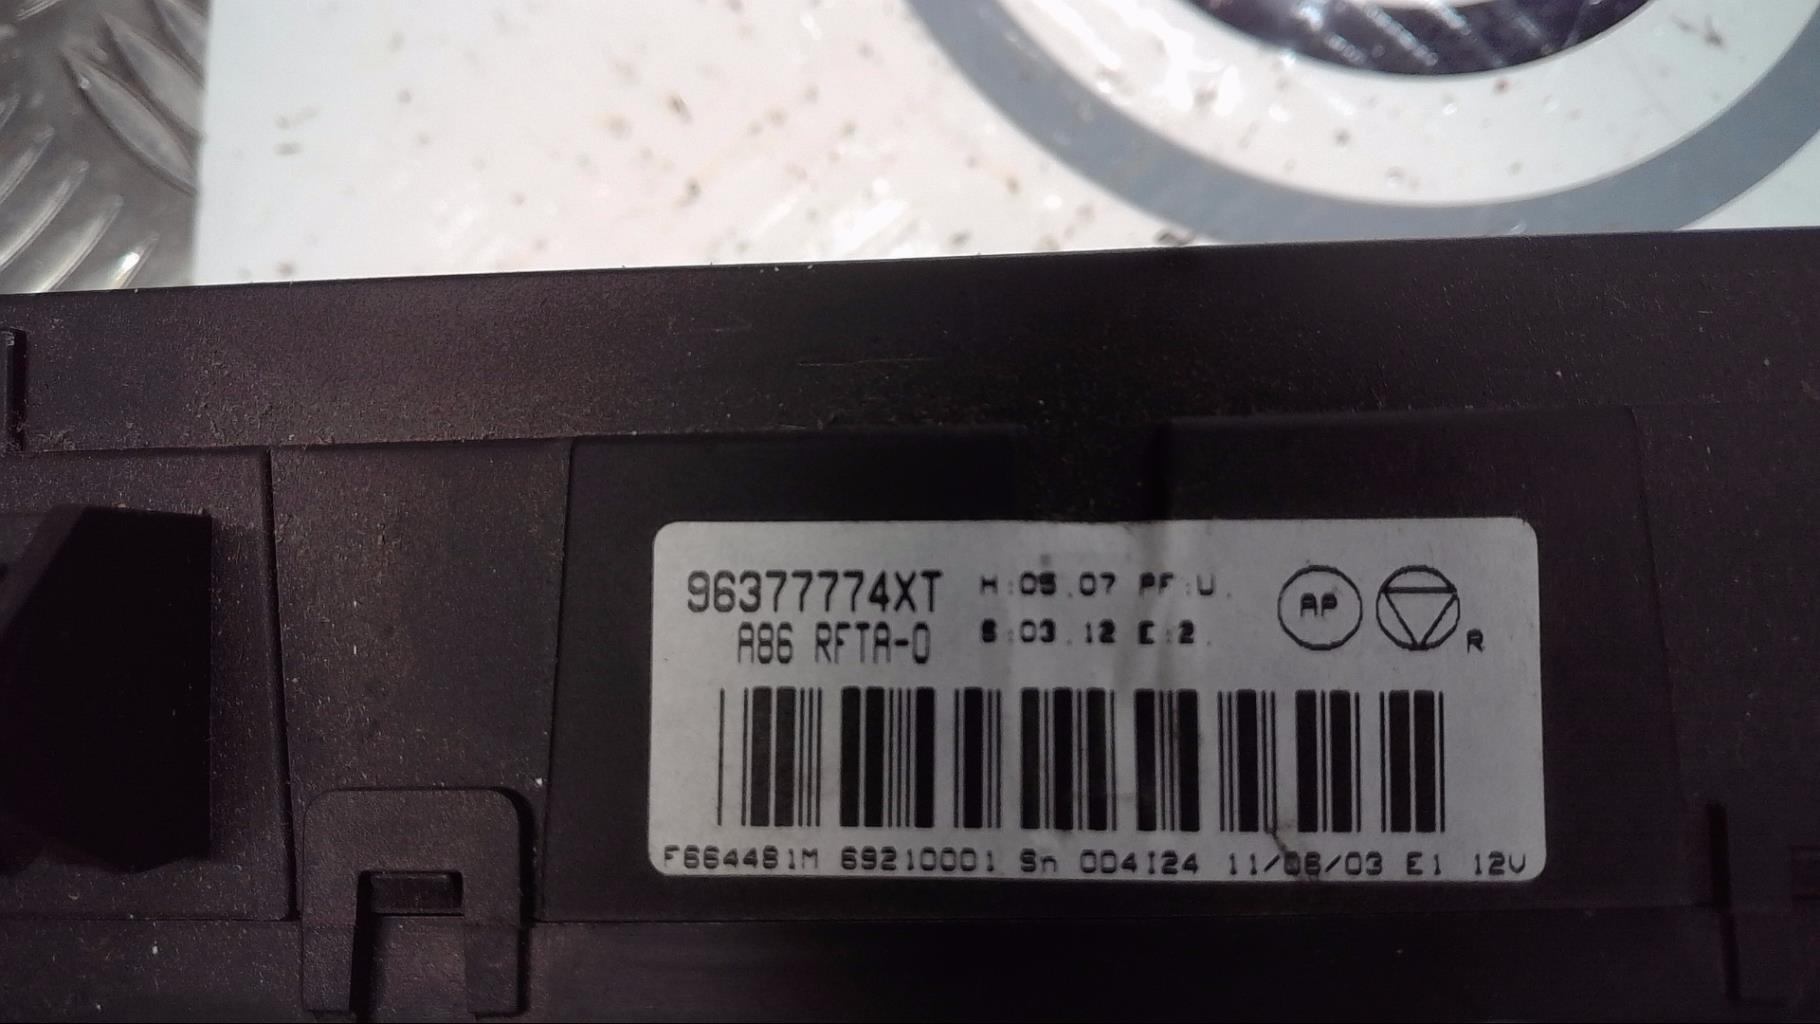 96377774XT H:05.07 PF:U.
A86 RFTA-0 S:03.12 E:2.
AP R
F664481M 69210001 Sn 004I24 11/06/03 E1 12V